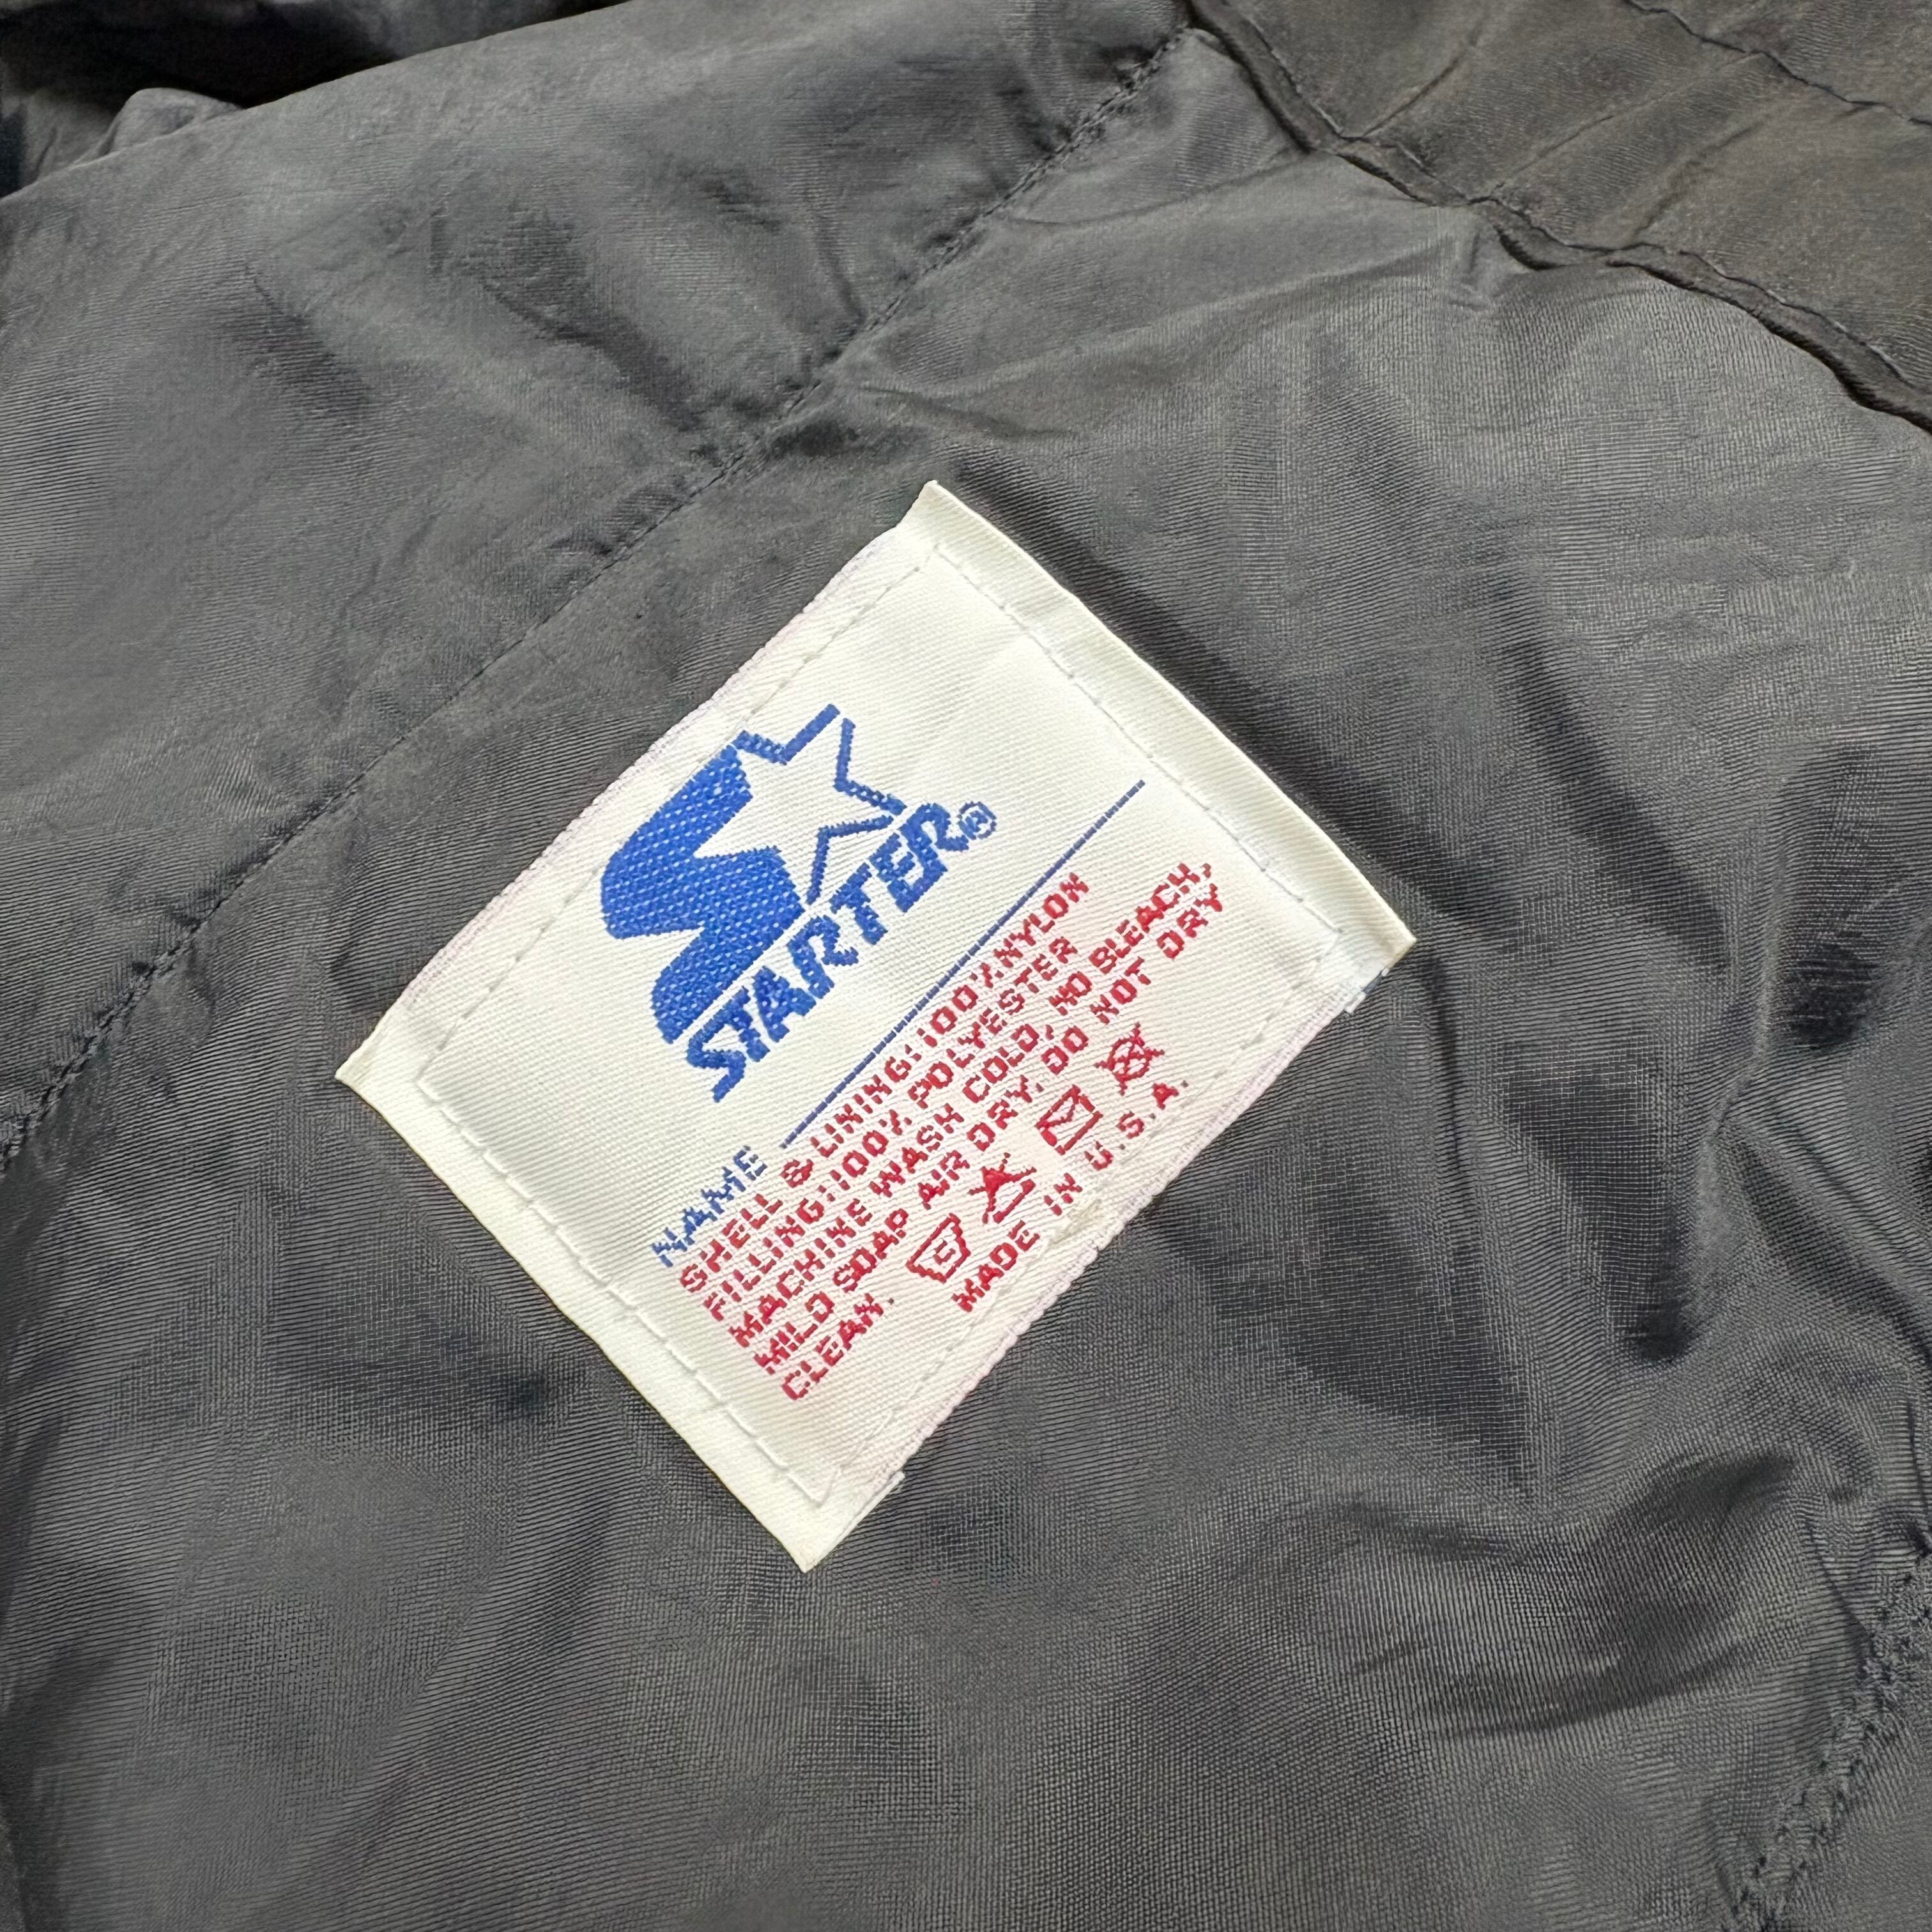 STARTER®
NAME
SHELL & LINING:100% NYLON
FILLING:100% POLYESTER
MACHINE WASH COLD, NO BLEACH,
MILD SOAP AIR DRY. DO NOT DRY
CLEAN.
MADE IN U.S.A.